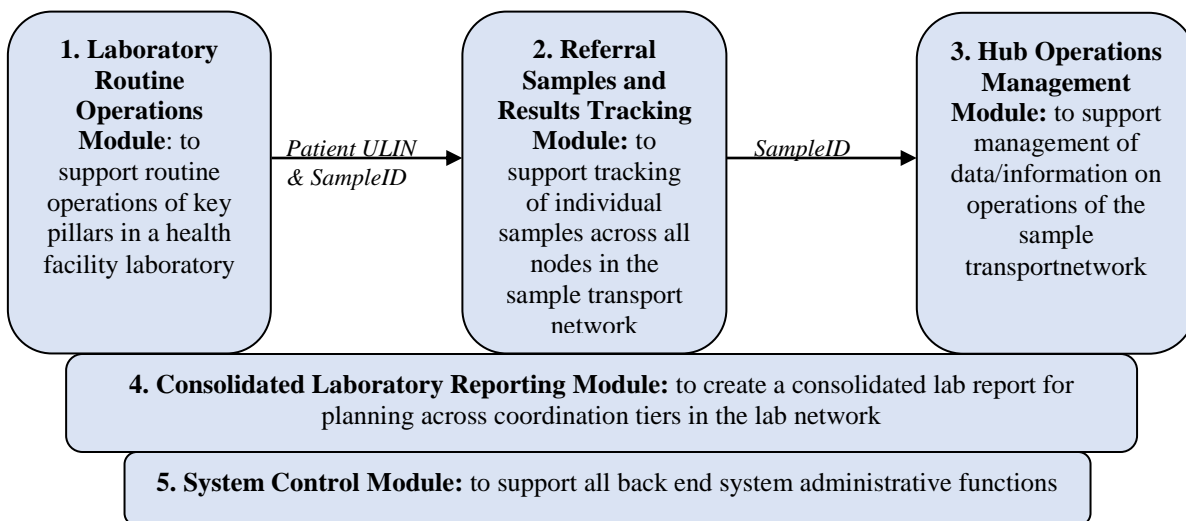 1. Laboratory
Routine
Operations
Module: to
support routine
operations of key
pillars in a health
facility laboratory
Patient ULIN
& SampleID
2. Referral
Samples and
Results Tracking
Module: to
support tracking
of individual
samples across all
nodes in the
sample transport
network
SampleID
3. Hub Operations
Management
Module: to support
management of
data/information on
operations of the
sample
transportnetwork
4. Consolidated Laboratory Reporting Module: to create a consolidated lab report for
planning across coordination tiers in the lab network
5. System Control Module: to support all back end system administrative functions